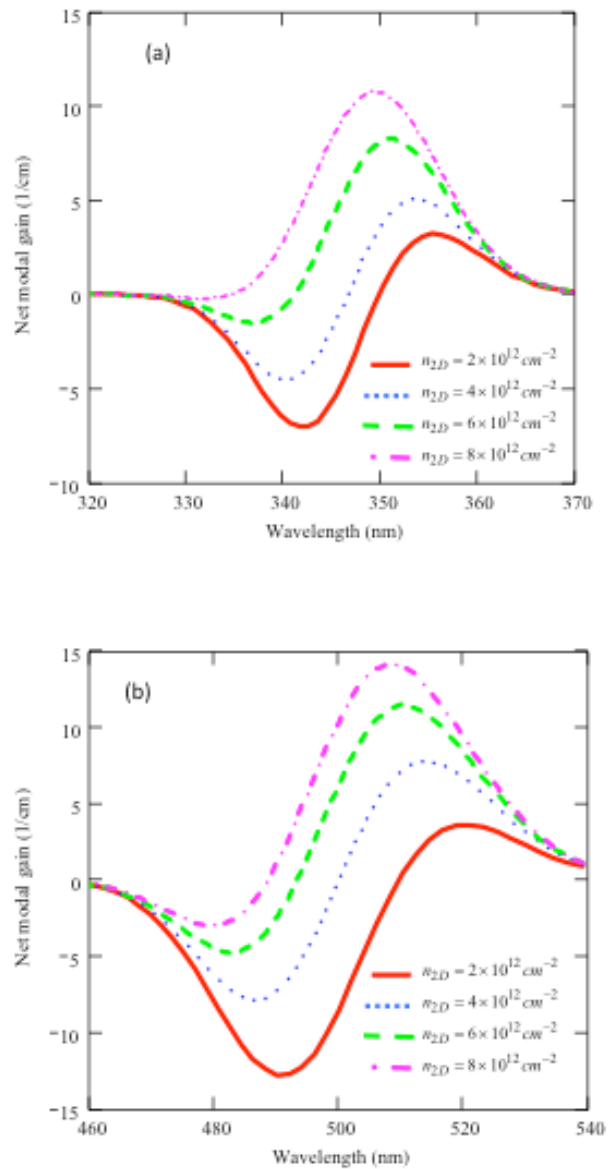 15
(a)
10
5
0
−5
−10
Net modal gain (1/cm)
n2D = 2×10^12 cm^−2
n2D = 4×10^12 cm^−2
n2D = 6×10^12 cm^−2
n2D = 8×10^12 cm^−2
320 330 340 350 360 370
Wavelength (nm)
15
(b)
10
5
0
−5
−10
−15
Net modal gain (1/cm)
n2D = 2×10^12 cm^−2
n2D = 4×10^12 cm^−2
n2D = 6×10^12 cm^−2
n2D = 8×10^12 cm^−2
460 480 500 520 540
Wavelength (nm)